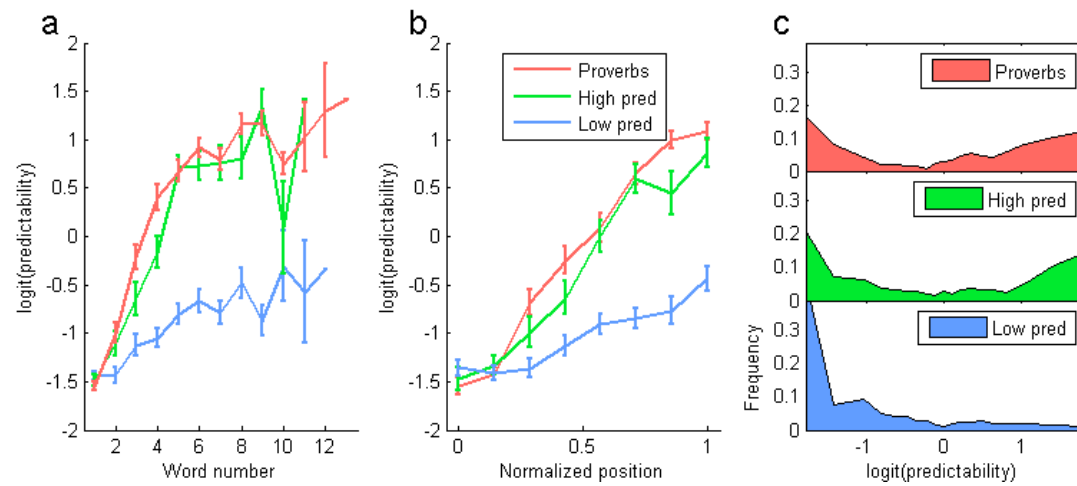 a
2
1.5
1
0.5
0
-0.5
-1
-1.5
-2
logit(predictability)
2 4 6 8 10 12
Word number
b
2
1.5
1
0.5
0
-0.5
-1
-1.5
-2
logit(predictability)
0 0.5 1
Normalized position
Proverbs
High pred
Low pred
c
0.3
0.2
0.1
0
Proverbs
0.3
0.2
0.1
0
High pred
0.3
0.2
0.1
0
Low pred
Frequency
-1 0 1
logit(predictability)